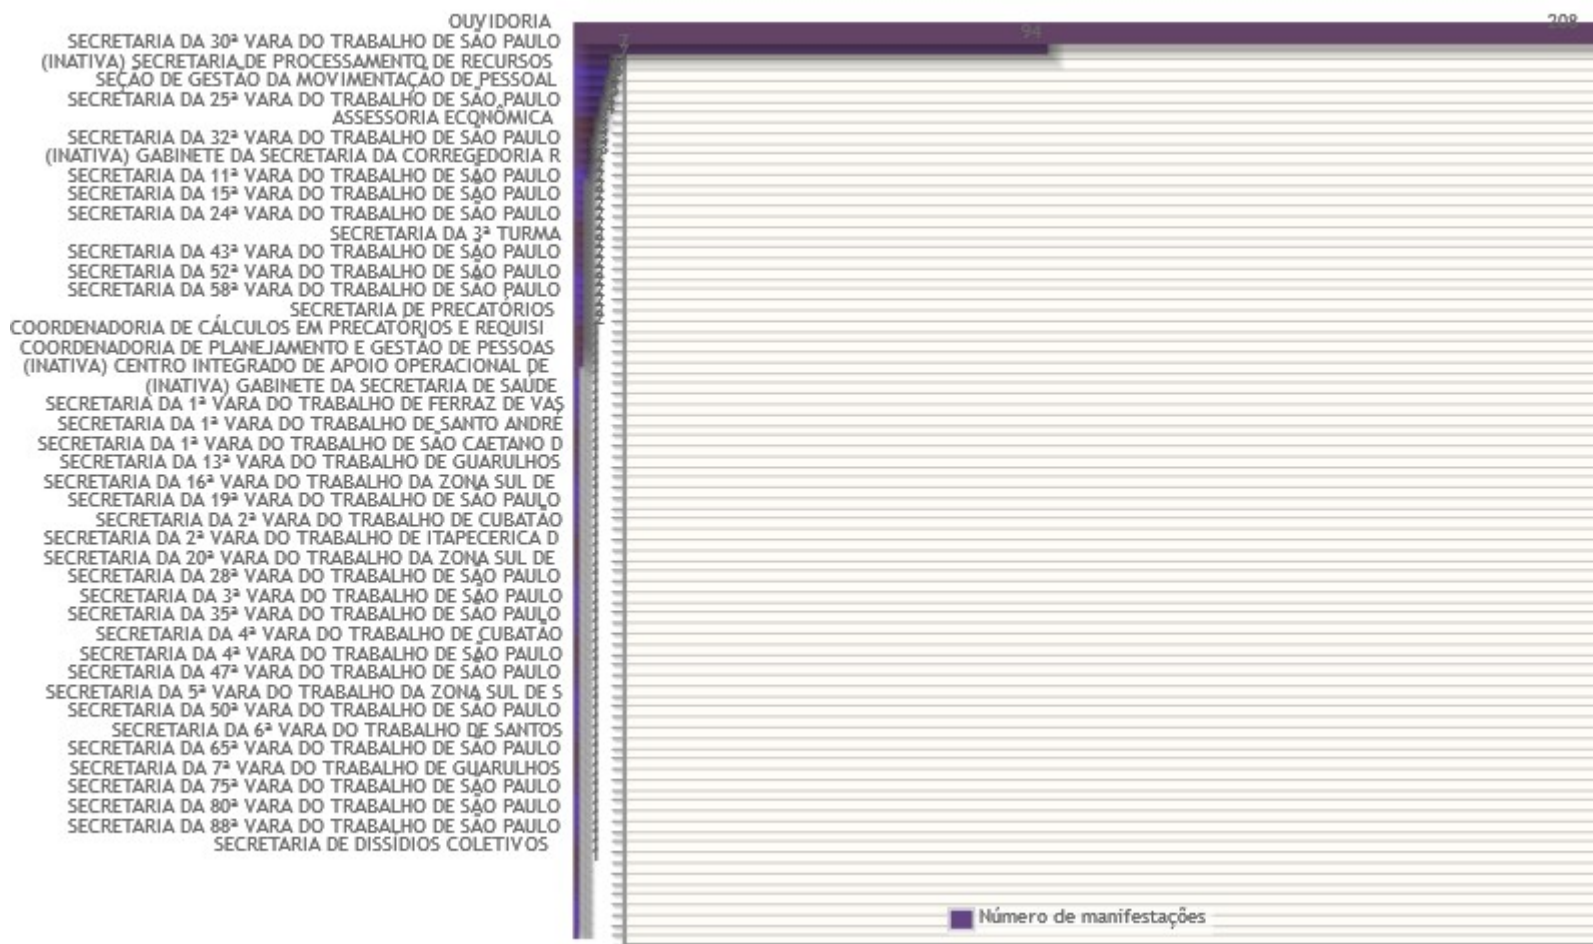 OUVIDORIA
208
94
SECRETARIA DA 30ª VARA DO TRABALHO DE SÃO PAULO
7
(INATIVA) SECRETARIA DE PROCESSAMENTO DE RECURSOS
SEÇÃO DE GESTÃO DA MOVIMENTAÇÃO DE PESSOAL
SECRETARIA DA 25ª VARA DO TRABALHO DE SÃO PAULO
ASSESSORIA ECONÔMICA
SECRETARIA DA 32ª VARA DO TRABALHO DE SÃO PAULO
(INATIVA) GABINETE DA SECRETARIA DA CORREGEDORIA R
SECRETARIA DA 11ª VARA DO TRABALHO DE SÃO PAULO
SECRETARIA DA 15ª VARA DO TRABALHO DE SÃO PAULO
SECRETARIA DA 24ª VARA DO TRABALHO DE SÃO PAULO
SECRETARIA DA 3ª TURMA
SECRETARIA DA 43ª VARA DO TRABALHO DE SÃO PAULO
SECRETARIA DA 52ª VARA DO TRABALHO DE SÃO PAULO
SECRETARIA DA 58ª VARA DO TRABALHO DE SÃO PAULO
SECRETARIA DE PRECATÓRIOS
COORDENADORIA DE CÁLCULOS EM PRECATÓRIOS E REQUISI
COORDENADORIA DE PLANEJAMENTO E GESTÃO DE PESSOAS
(INATIVA) CENTRO INTEGRADO DE APOIO OPERACIONAL DE
(INATIVA) GABINETE DA SECRETARIA DE SAÚDE
SECRETARIA DA 1ª VARA DO TRABALHO DE FERRAZ DE VAS
SECRETARIA DA 1ª VARA DO TRABALHO DE SANTO ANDRÉ
SECRETARIA DA 1ª VARA DO TRABALHO DE SÃO CAETANO D
SECRETARIA DA 13ª VARA DO TRABALHO DE GUARULHOS
SECRETARIA DA 16ª VARA DO TRABALHO DA ZONA SUL DE
SECRETARIA DA 19ª VARA DO TRABALHO DE SÃO PAULO
SECRETARIA DA 2ª VARA DO TRABALHO DE CUBATÃO
SECRETARIA DA 2ª VARA DO TRABALHO DE ITAPECERICA D
SECRETARIA DA 20ª VARA DO TRABALHO DA ZONA SUL DE
SECRETARIA DA 28ª VARA DO TRABALHO DE SÃO PAULO
SECRETARIA DA 3ª VARA DO TRABALHO DE SÃO PAULO
SECRETARIA DA 35ª VARA DO TRABALHO DE SÃO PAULO
SECRETARIA DA 4ª VARA DO TRABALHO DE CUBATÃO
SECRETARIA DA 4ª VARA DO TRABALHO DE SÃO PAULO
SECRETARIA DA 47ª VARA DO TRABALHO DE SÃO PAULO
SECRETARIA DA 5ª VARA DO TRABALHO DA ZONA SUL DE S
SECRETARIA DA 50ª VARA DO TRABALHO DE SÃO PAULO
SECRETARIA DA 6ª VARA DO TRABALHO DE SANTOS
SECRETARIA DA 65ª VARA DO TRABALHO DE SÃO PAULO
SECRETARIA DA 7ª VARA DO TRABALHO DE GUARULHOS
SECRETARIA DA 75ª VARA DO TRABALHO DE SÃO PAULO
SECRETARIA DA 80ª VARA DO TRABALHO DE SÃO PAULO
SECRETARIA DA 88ª VARA DO TRABALHO DE SÃO PAULO
SECRETARIA DE DISSÍDIOS COLETIVOS
Número de manifestações